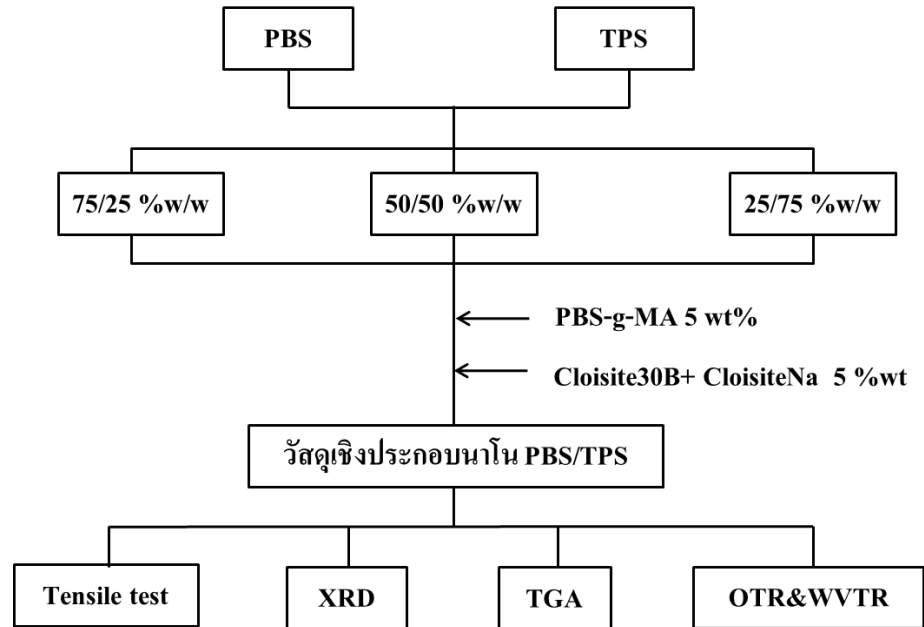 PBS
TPS
75/25 %w/w
50/50 %w/w
25/75 %w/w
PBS-g-MA 5 wt%
Cloisite30B+ CloisiteNa 5 %wt
วัสดุเชิงประกอบนาโน PBS/TPS
Tensile test
XRD
TGA
OTR&WVTR